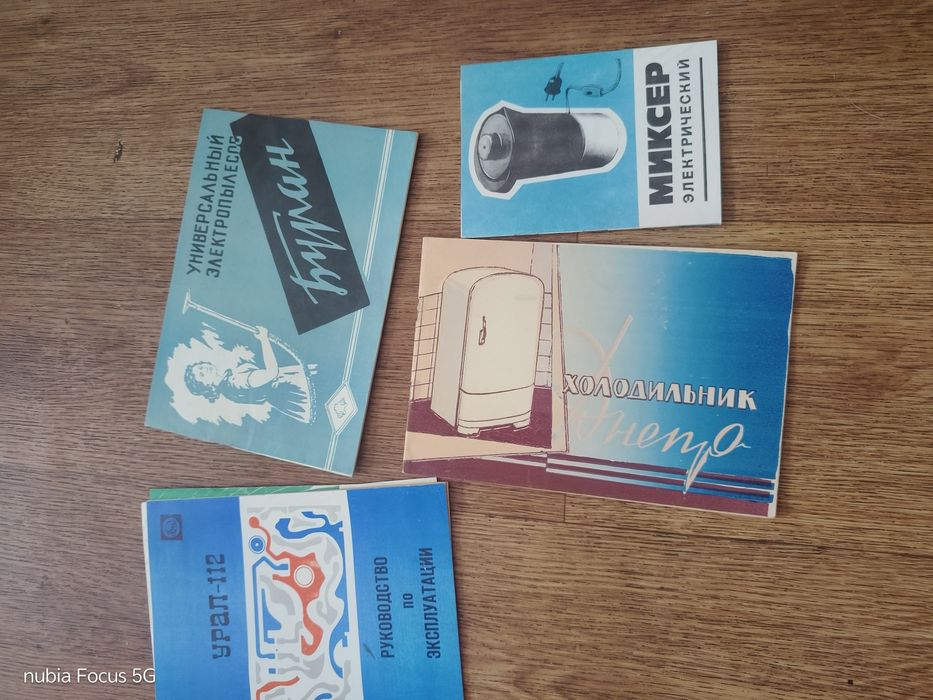 УНИВЕРСАЛЬНЫЙ
ЭЛЕКТРОПЫЛЕСОС
Буран
МИКСЕР
ЭЛЕКТРИЧЕСКИЙ
ХОЛОДИЛЬНИК
Днепр
УРАЛ-112
РУКОВОДСТВО
ПО
ЭКСПЛУАТАЦИИ
nubia Focus 5G